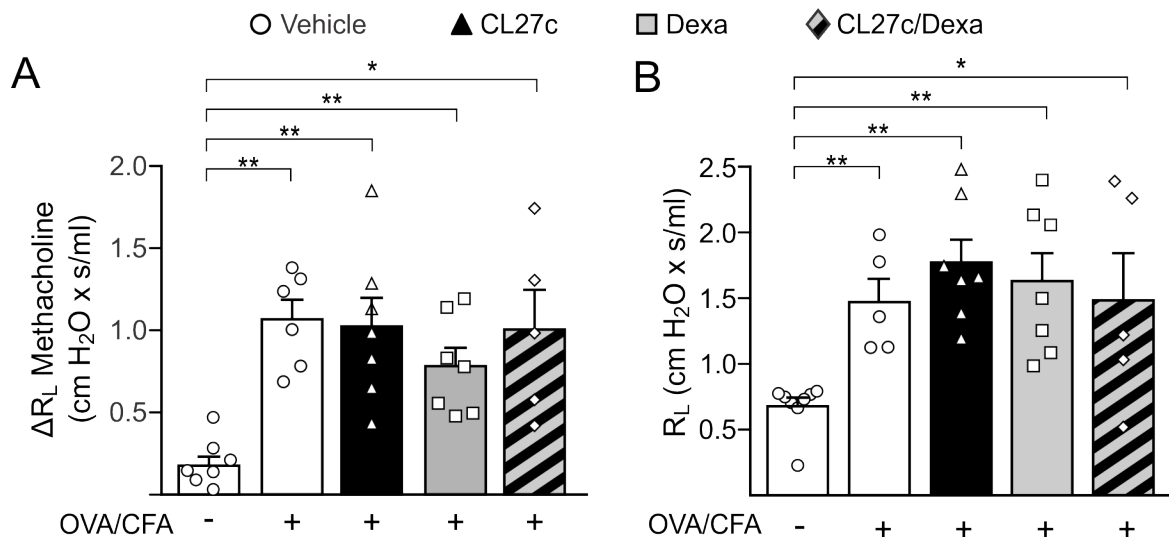 Vehicle CL27c Dexa CL27c/Dexa
A
*
**
**
**
2.0
1.5
1.0
0.5
ΔRL Methacholine
(cm H2O x s/ml)
OVA/CFA - + + + +
B
*
**
**
**
2.5
2.0
1.5
1.0
0.5
RL (cm H2O x s/ml)
OVA/CFA - + + + +